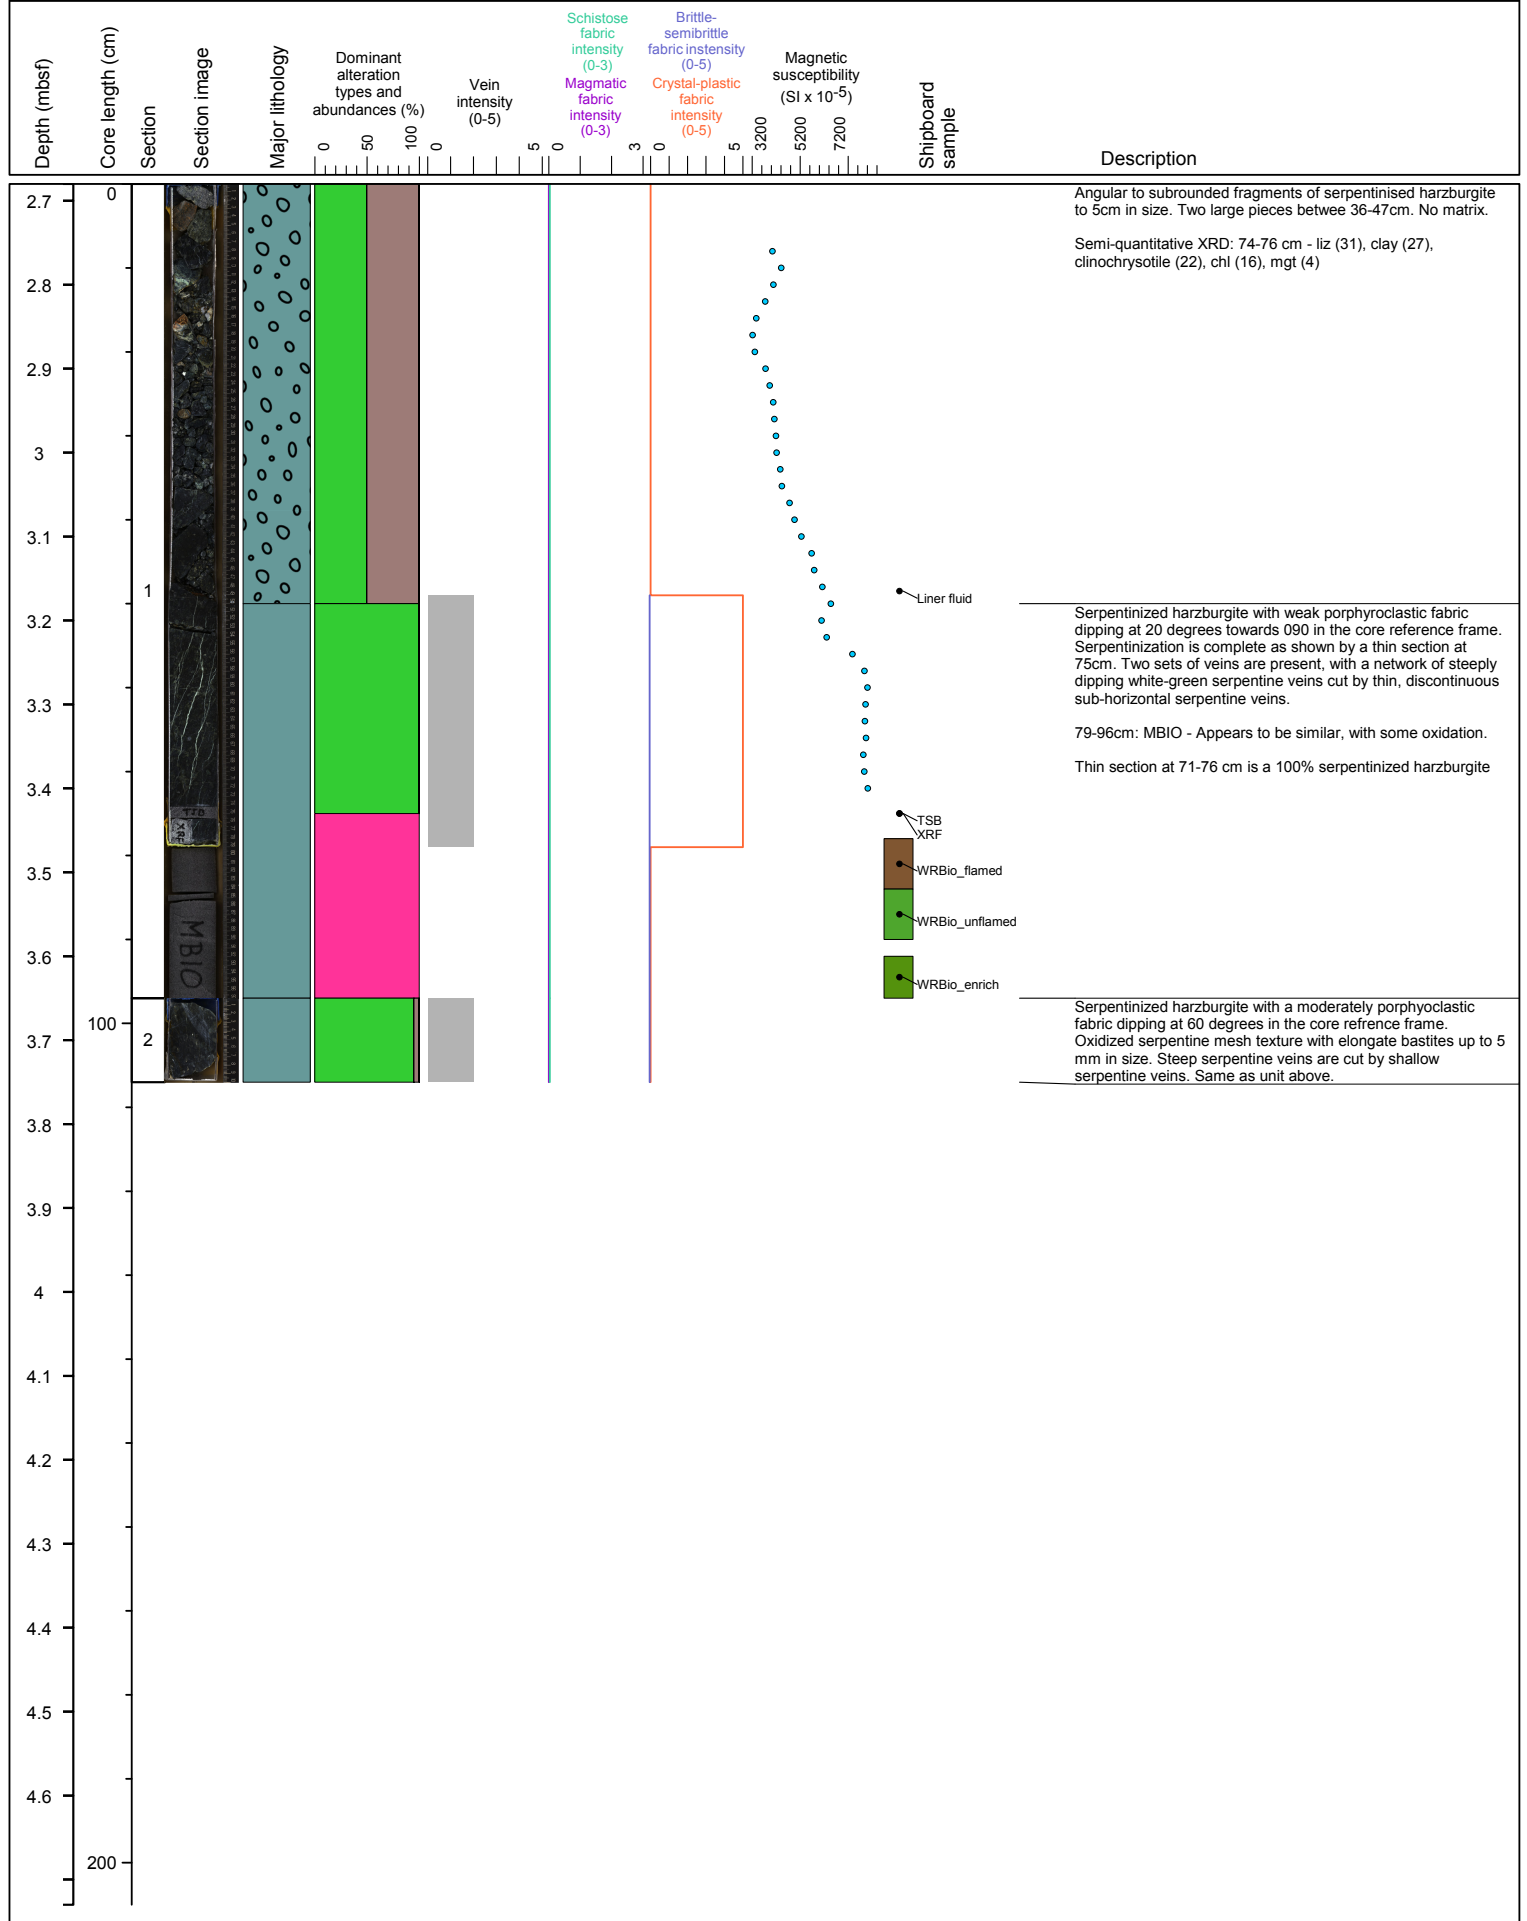 Depth (mbsf)
Core length (cm)
Section
Section image
Major lithology
Dominant
alteration
types and
abundances (%)
0
50
100
Vein
intensity
(0-5)
0
5
Schistose
fabric
intensity
(0-3)
Magmatic
fabric
intensity
(0-3)
0
3
Brittle-
semibrittle
fabric instensity
(0-5)
Crystal-plastic
fabric
intensity
(0-5)
0
5
Magnetic
susceptibility
(SI x 10-5)
3200
5200
7200
Shipboard
sample
Description
2.7
2.8
2.9
3
3.1
3.2
3.3
3.4
3.5
3.6
3.7
3.8
3.9
4
4.1
4.2
4.3
4.4
4.5
4.6
0
100
200
1
2
XRF
MBIO
Liner fluid
TSB
XRF
WRBio_flamed
WRBio_unflamed
WRBio_enrich
Angular to subrounded fragments of serpentinised harzburgite
to 5cm in size. Two large pieces betwee 36-47cm. No matrix.
Semi-quantitative XRD: 74-76 cm - liz (31), clay (27),
clinochrysotile (22), chl (16), mgt (4)
Serpentinized harzburgite with weak porphyroclastic fabric
dipping at 20 degrees towards 090 in the core reference frame.
Serpentinization is complete as shown by a thin section at
75cm. Two sets of veins are present, with a network of steeply
dipping white-green serpentine veins cut by thin, discontinuous
sub-horizontal serpentine veins.
79-96cm: MBIO - Appears to be similar, with some oxidation.
Thin section at 71-76 cm is a 100% serpentinized harzburgite
Serpentinized harzburgite with a moderately porphyoclastic
fabric dipping at 60 degrees in the core refrence frame.
Oxidized serpentine mesh texture with elongate bastites up to 5
mm in size. Steep serpentine veins are cut by shallow
serpentine veins. Same as unit above.